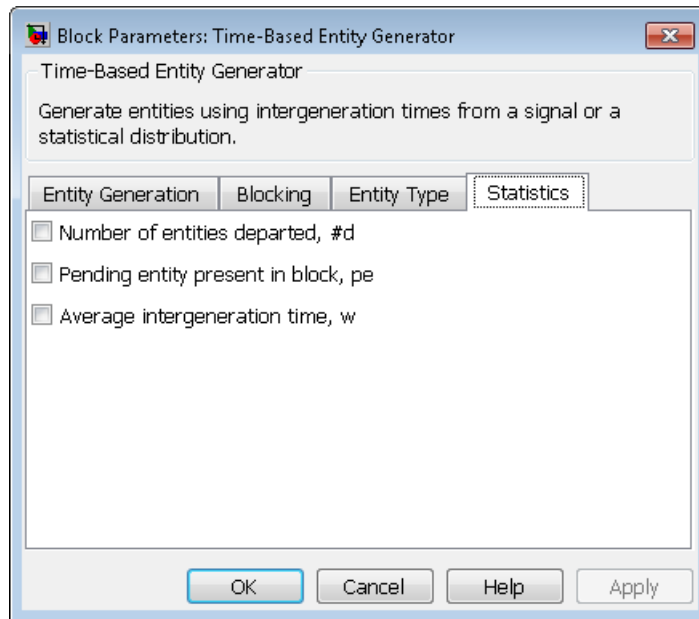 Block Parameters: Time-Based Entity Generator
Time-Based Entity Generator
Generate entities using intergeneration times from a signal or a
statistical distribution.
Entity Generation Blocking Entity Type Statistics
Number of entities departed, #d
Pending entity present in block, pe
Average intergeneration time, w
OK Cancel Help Apply